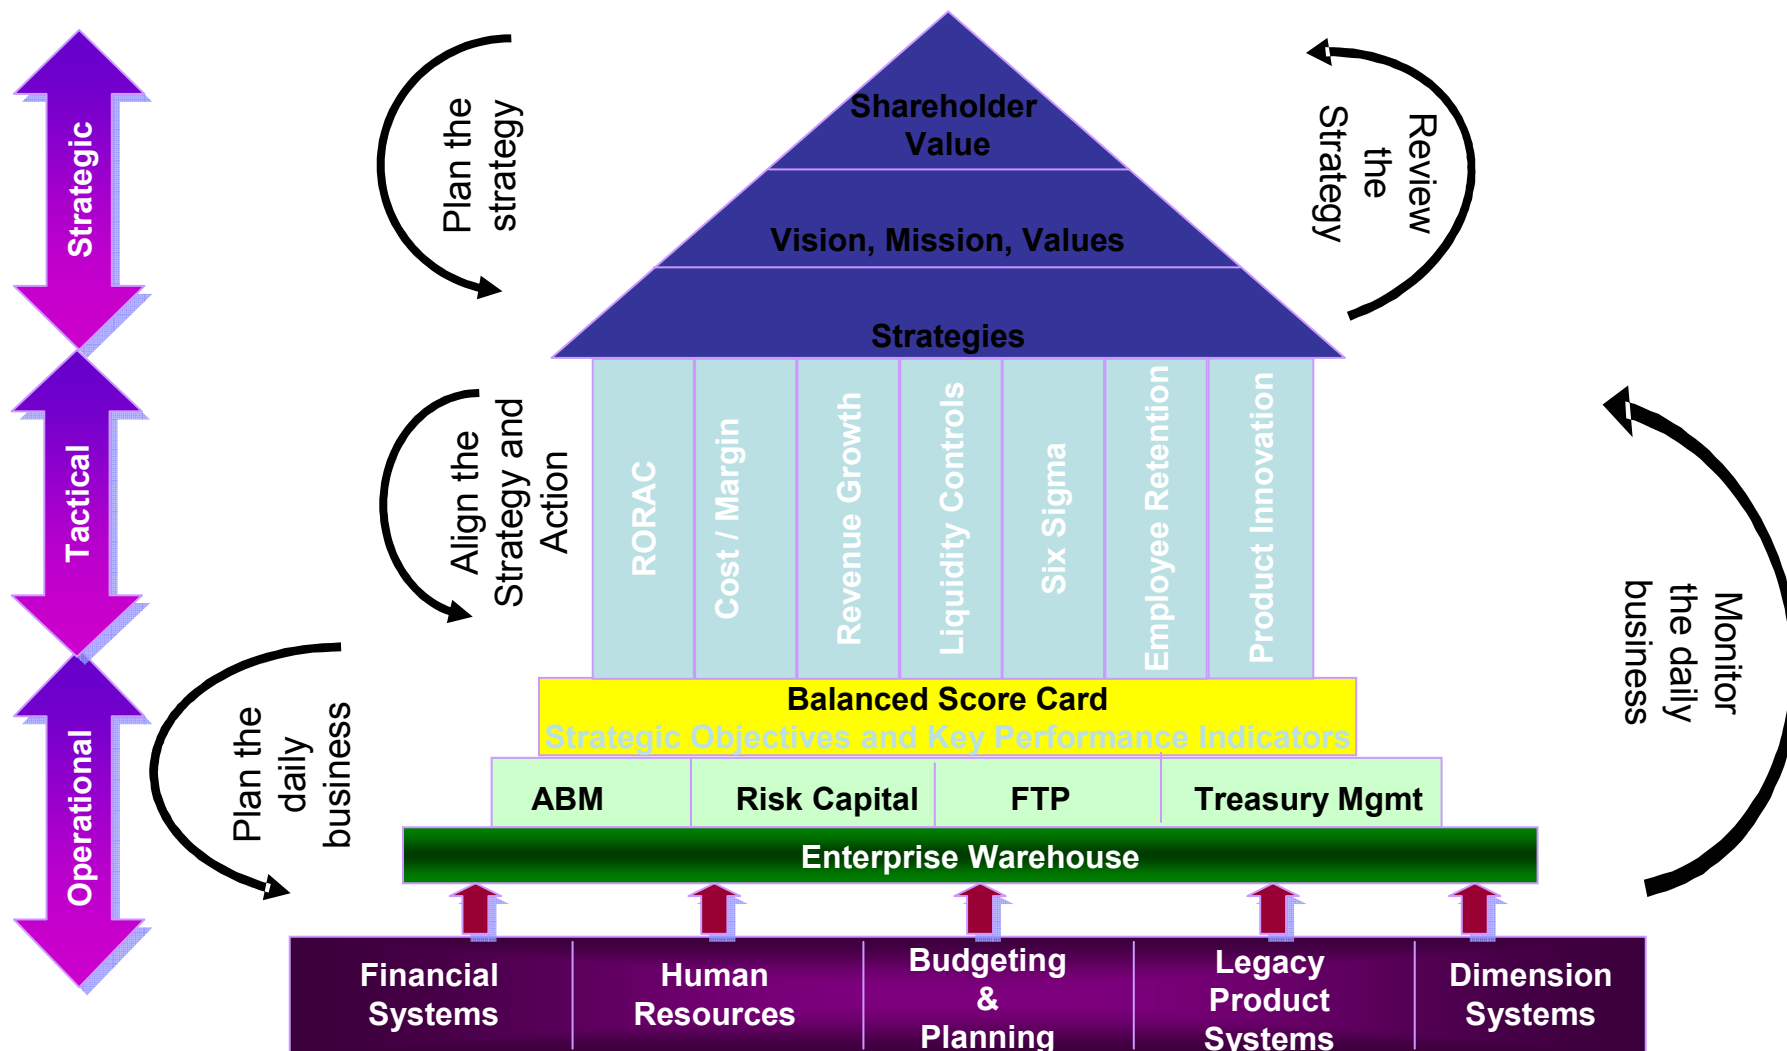 Strategic
Tactical
Operational
Plan the
strategy
Align the
Strategy and
Action
Plan the
daily
business
Shareholder
Value
Vision, Mission, Values
Strategies
RORAC
Cost / Margin
Revenue Growth
Liquidity Controls
Six Sigma
Employee Retention
Product Innovation
Balanced Score Card
Strategic Objectives and Key Performance Indicators
ABM
Risk Capital
FTP
Treasury Mgmt
Enterprise Warehouse
Financial
Systems
Human
Resources
Budgeting
&
Planning
Legacy
Product
Systems
Dimension
Systems
Review
the
Strategy
Monitor
the daily
business